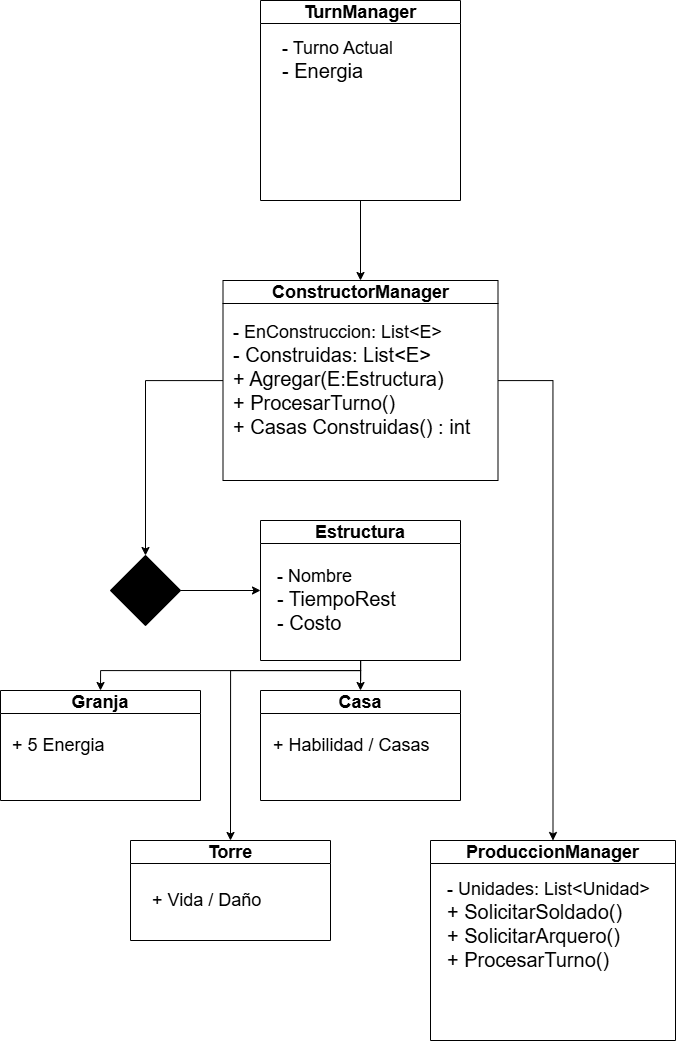 TurnManager
- Turno Actual
- Energia
ConstructorManager
- EnConstruccion: List<E>
- Construidas: List<E>
+ Agregar(E:Estructura)
+ ProcesarTurno()
+ Casas Construidas() : int
Estructura
- Nombre
- TiempoRest
- Costo
Granja
+ 5 Energia
Casa
+ Habilidad / Casas
Torre
+ Vida / Daño
ProduccionManager
- Unidades: List<Unidad>
+ SolicitarSoldado()
+ SolicitarArquero()
+ ProcesarTurno()